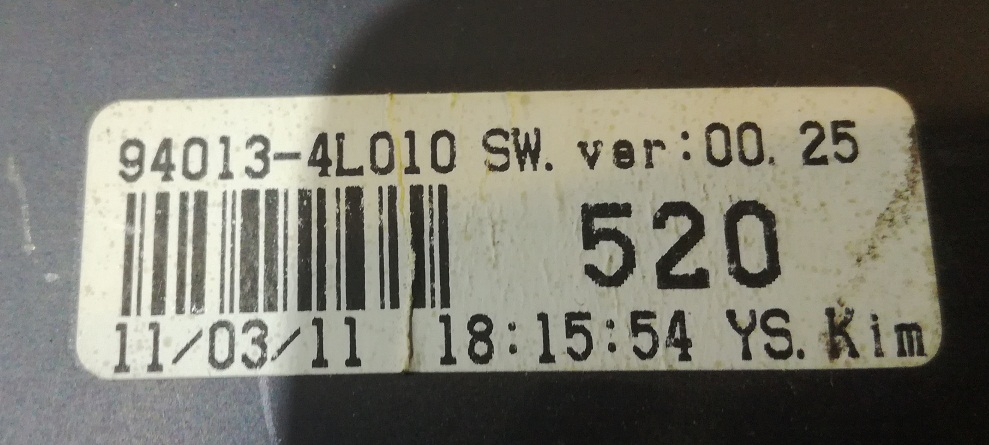 94013-4L010 SW. ver:00. 25
520
11/03/11 18:15:54 YS. Kim